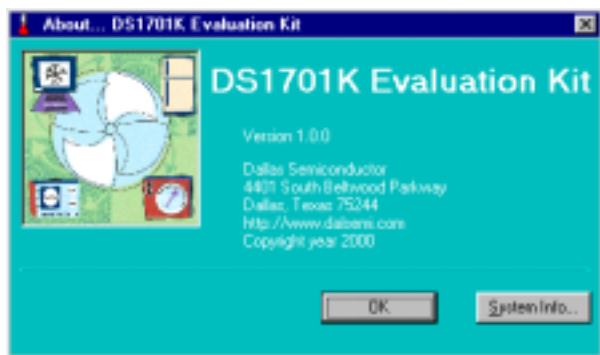 About... DS1701K Evaluation Kit
DS1701K Evaluation Kit
Version 1.0.0
Dallas Semiconductor
4401 South Beltwood Parkway
Dallas, Texas 75244
http://www.dalsemi.com
Copyright year 2000
OK
System Info...